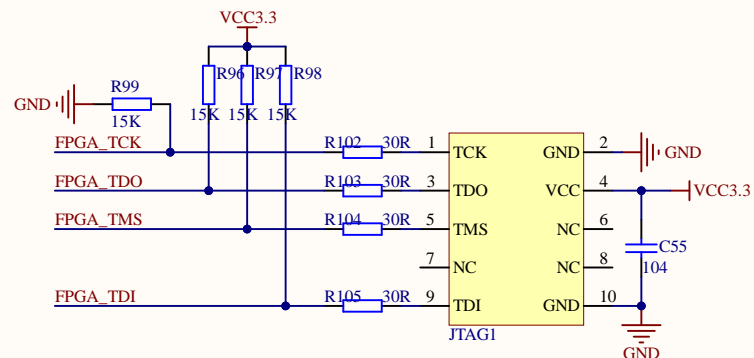 VCC3.3
R99
R96
R97
R98
GND
15K
15K
15K
15K
FPGA_TCK
R102
30R
1
TCK
GND
2
GND
FPGA_TDO
R103
30R
3
TDO
VCC
4
VCC3.3
FPGA_TMS
R104
30R
5
TMS
NC
6
C55
7
NC
NC
8
104
FPGA_TDI
R105
30R
9
TDI
GND
10
JTAG1
GND